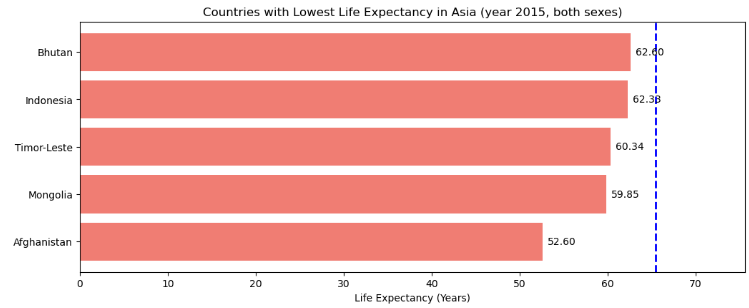 Countries with Lowest Life Expectancy in Asia (year 2015, both sexes)
Bhutan 62.60
Indonesia 62.38
Timor-Leste 60.34
Mongolia 59.85
Afghanistan 52.60
0 10 20 30 40 50 60 70
Life Expectancy (Years)